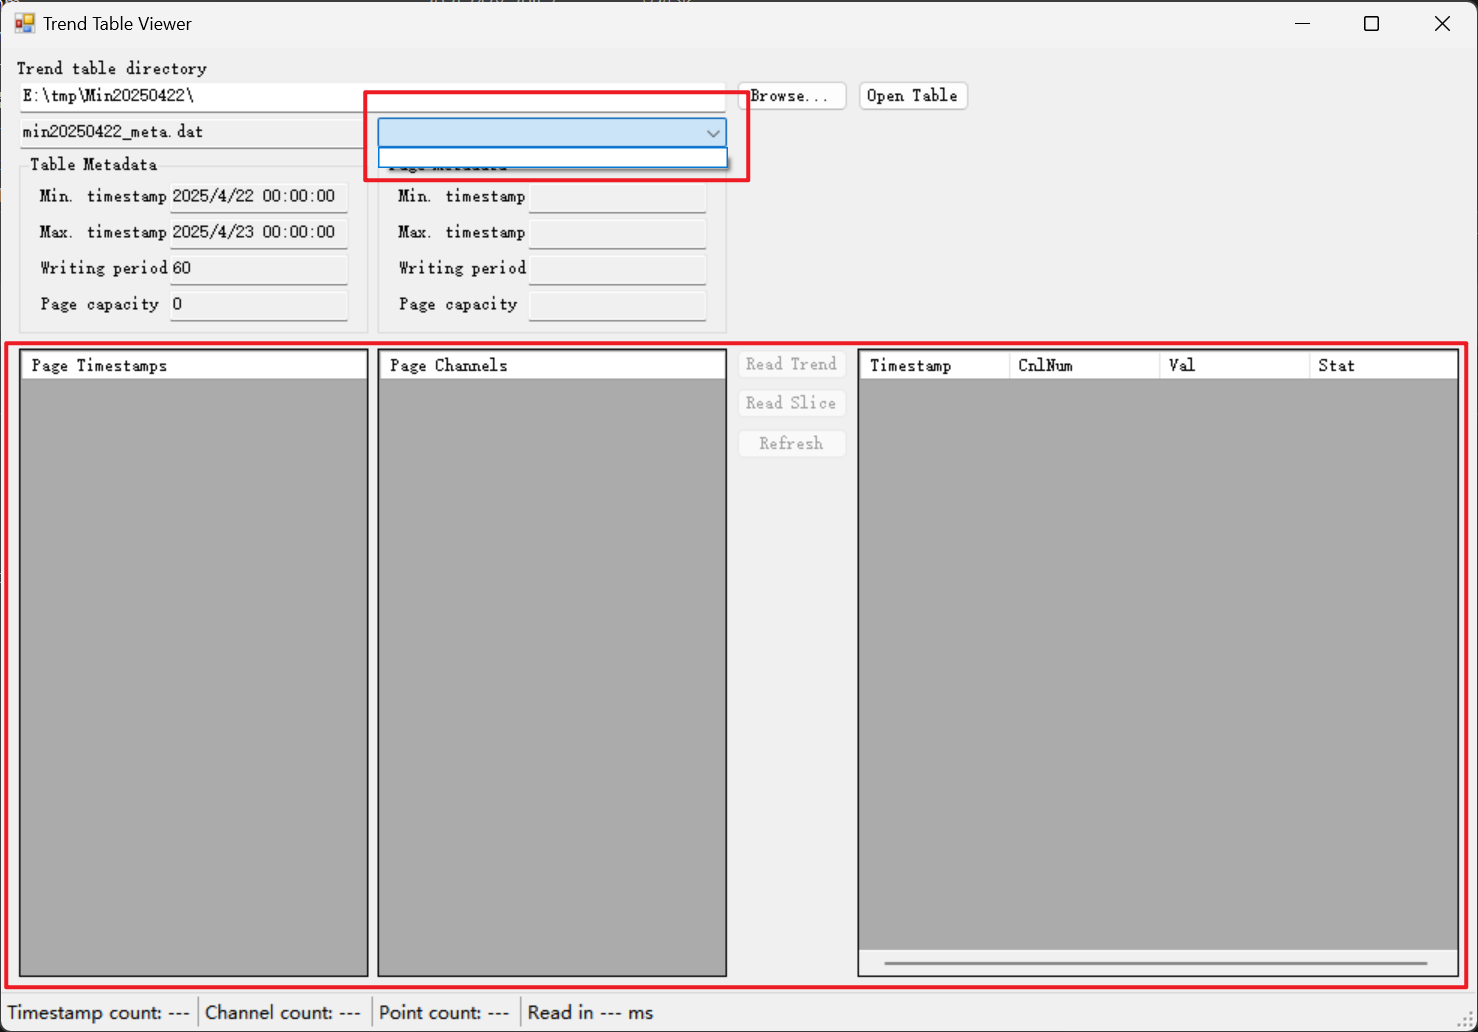 Trend Table Viewer
Trend table directory
E:\tmp\Min20250422\ Browse... Open Table
min20250422_meta.dat
Table Metadata
Min. timestamp 2025/4/22 00:00:00 Min. timestamp
Max. timestamp 2025/4/23 00:00:00 Max. timestamp
Writing period 60 Writing period
Page capacity 0 Page capacity
Page Timestamps Page Channels Read Trend Timestamp CnlNum Val Stat
Read Slice
Refresh
Timestamp count: --- Channel count: --- Point count: --- Read in --- ms